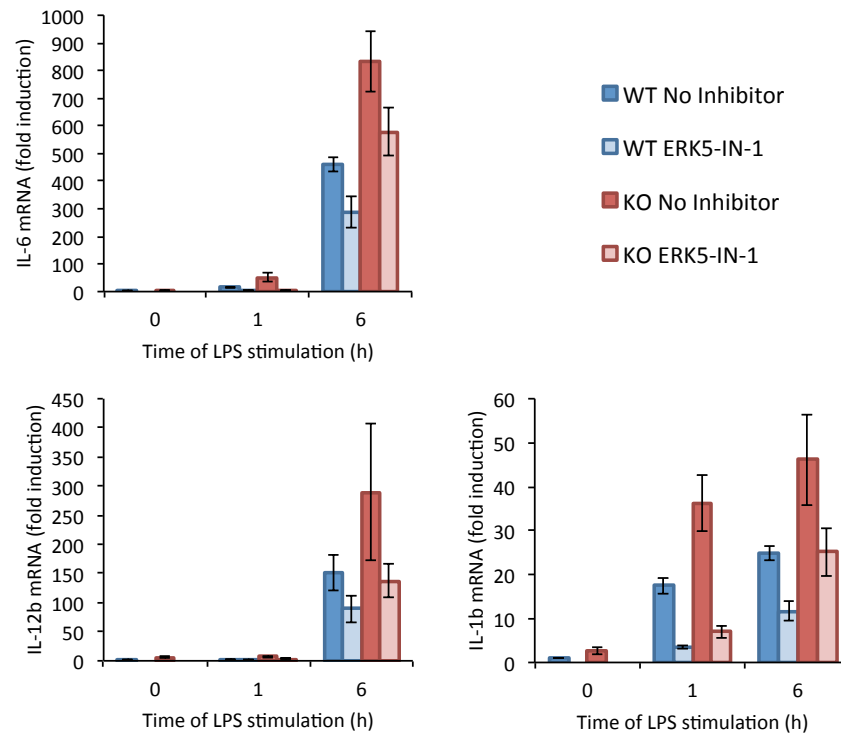 IL-6 mRNA (fold induction)
1000
900
800
700
600
500
400
300
200
100
0
0 1 6
Time of LPS stimulation (h)
WT No Inhibitor
WT ERK5-IN-1
KO No Inhibitor
KO ERK5-IN-1
IL-12b mRNA (fold induction)
450
400
350
300
250
200
150
100
50
0
0 1 6
Time of LPS stimulation (h)
IL-1b mRNA (fold induction)
60
50
40
30
20
10
0
0 1 6
Time of LPS stimulation (h)